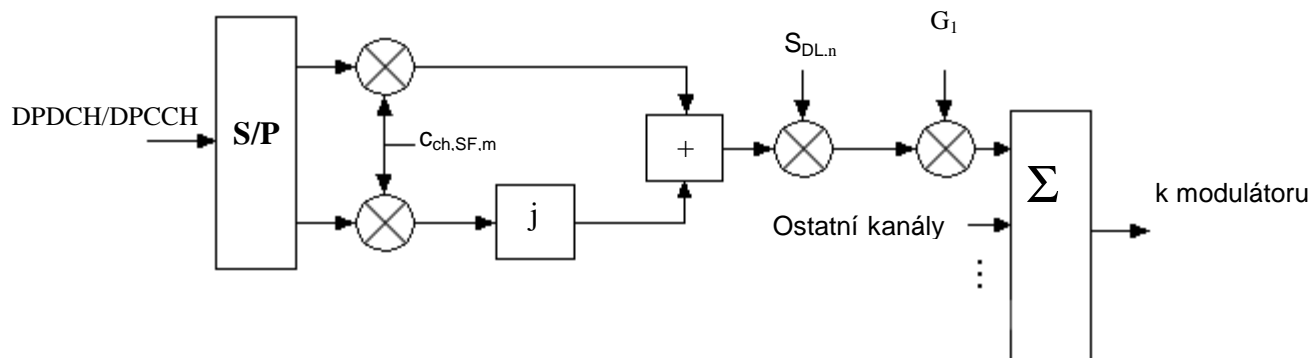 DPDCH/DPCCH
S/P
c_ch,SF,m
j
+
S_DL.n
G_1
Ostatní kanály
⋮
Σ
k modulátoru